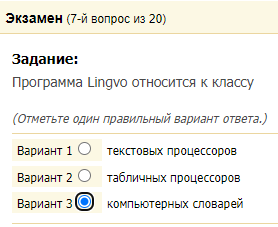 Экзамен (7-й вопрос из 20)
Задание:
Программа Lingvo относится к классу
(Отметьте один правильный вариант ответа.)
Вариант 1 текстовых процессоров
Вариант 2 табличных процессоров
Вариант 3 компьютерных словарей